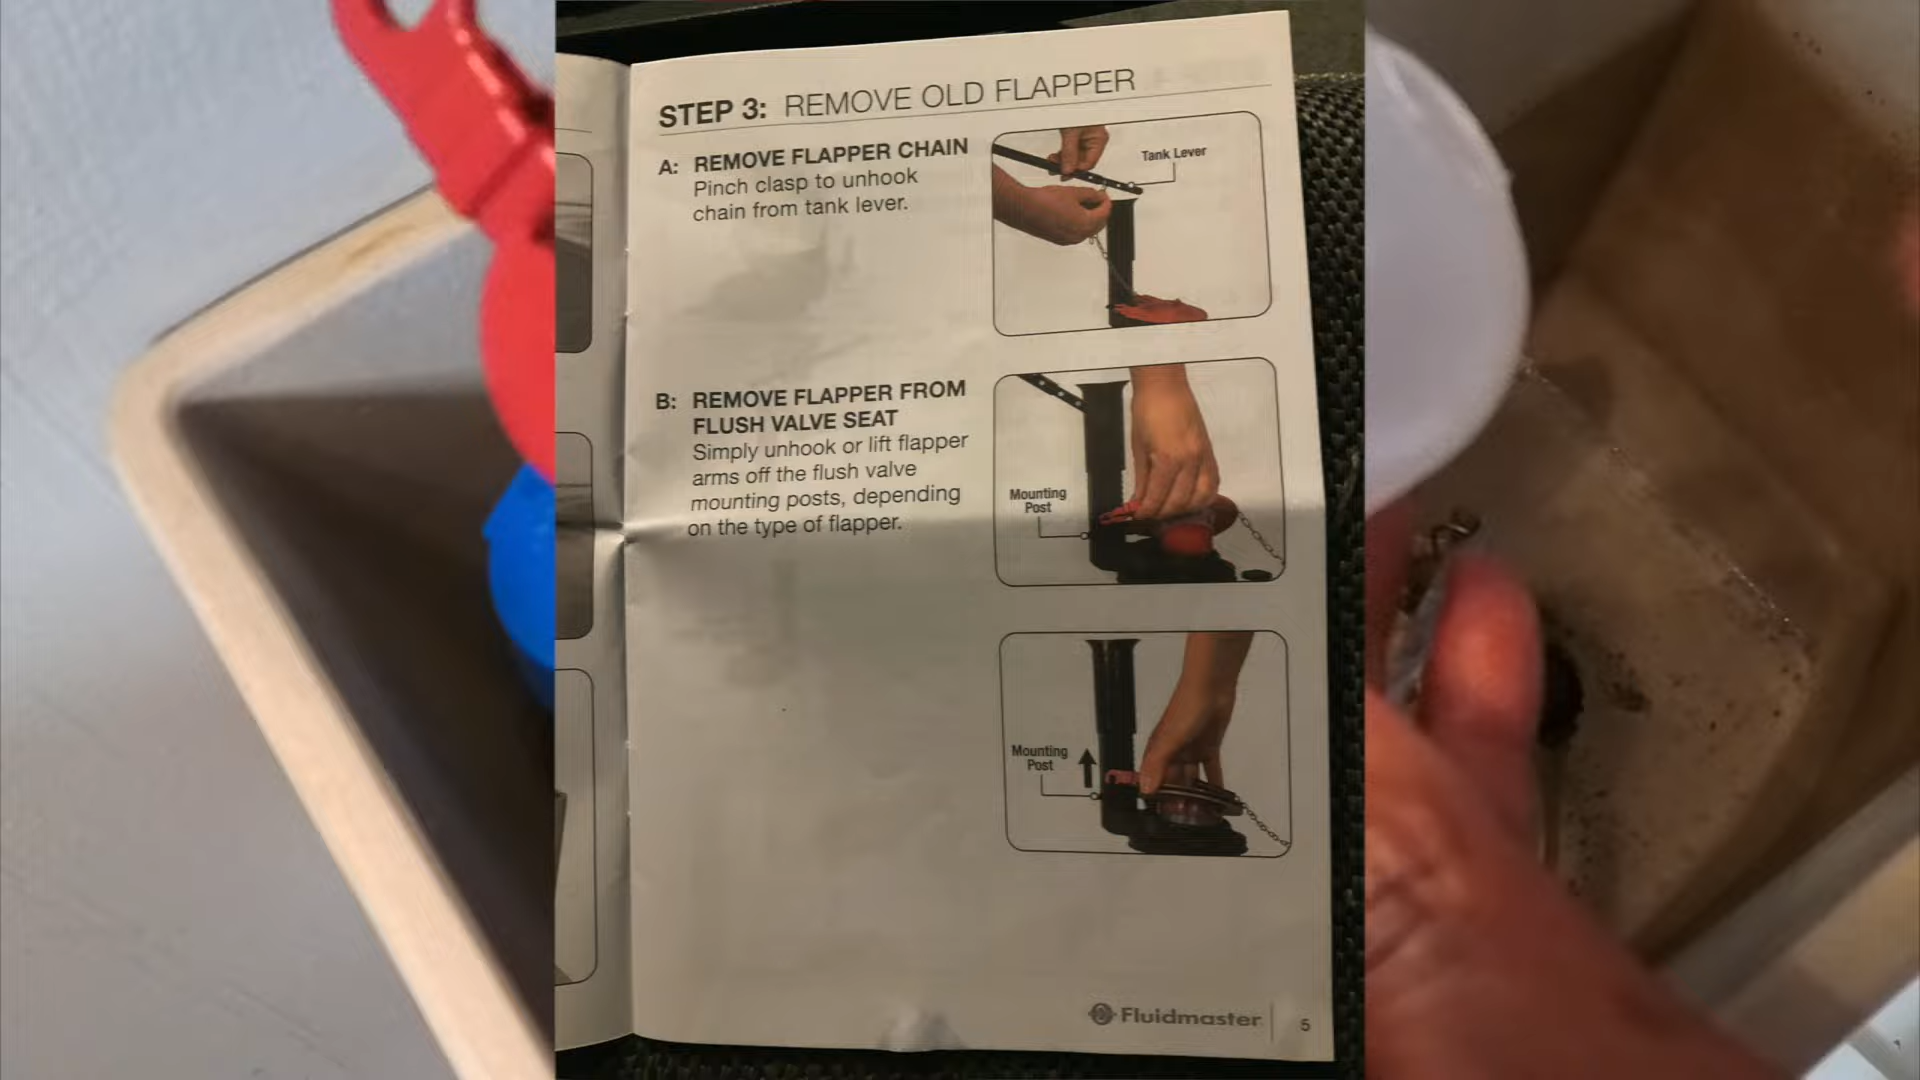 STEP 3: REMOVE OLD FLAPPER
A: REMOVE FLAPPER CHAIN
Pinch clasp to unhook
chain from tank lever.
Tank Lever
B: REMOVE FLAPPER FROM
FLUSH VALVE SEAT
Simply unhook or lift flapper
arms off the flush valve
mounting posts, depending
on the type of flapper.
Mounting
Post
Mounting
Post
Fluidmaster
5